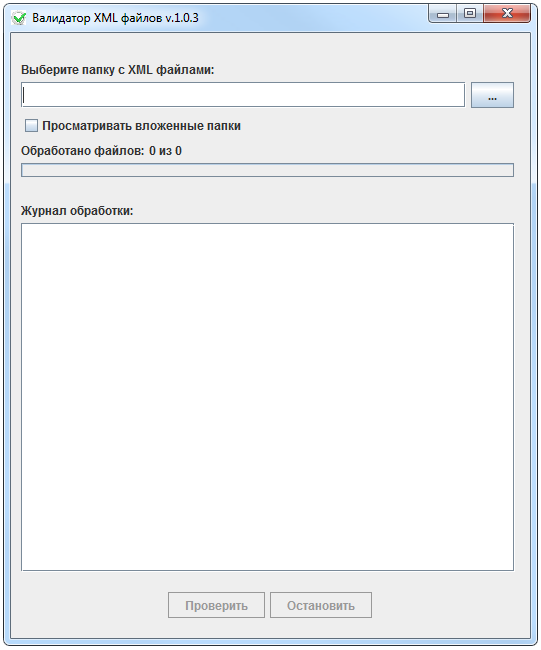 Валидатор XML файлов v.1.0.3
Выберите папку с XML файлами:
...
Просматривать вложенные папки
Обработано файлов: 0 из 0
Журнал обработки:
Проверить Остановить